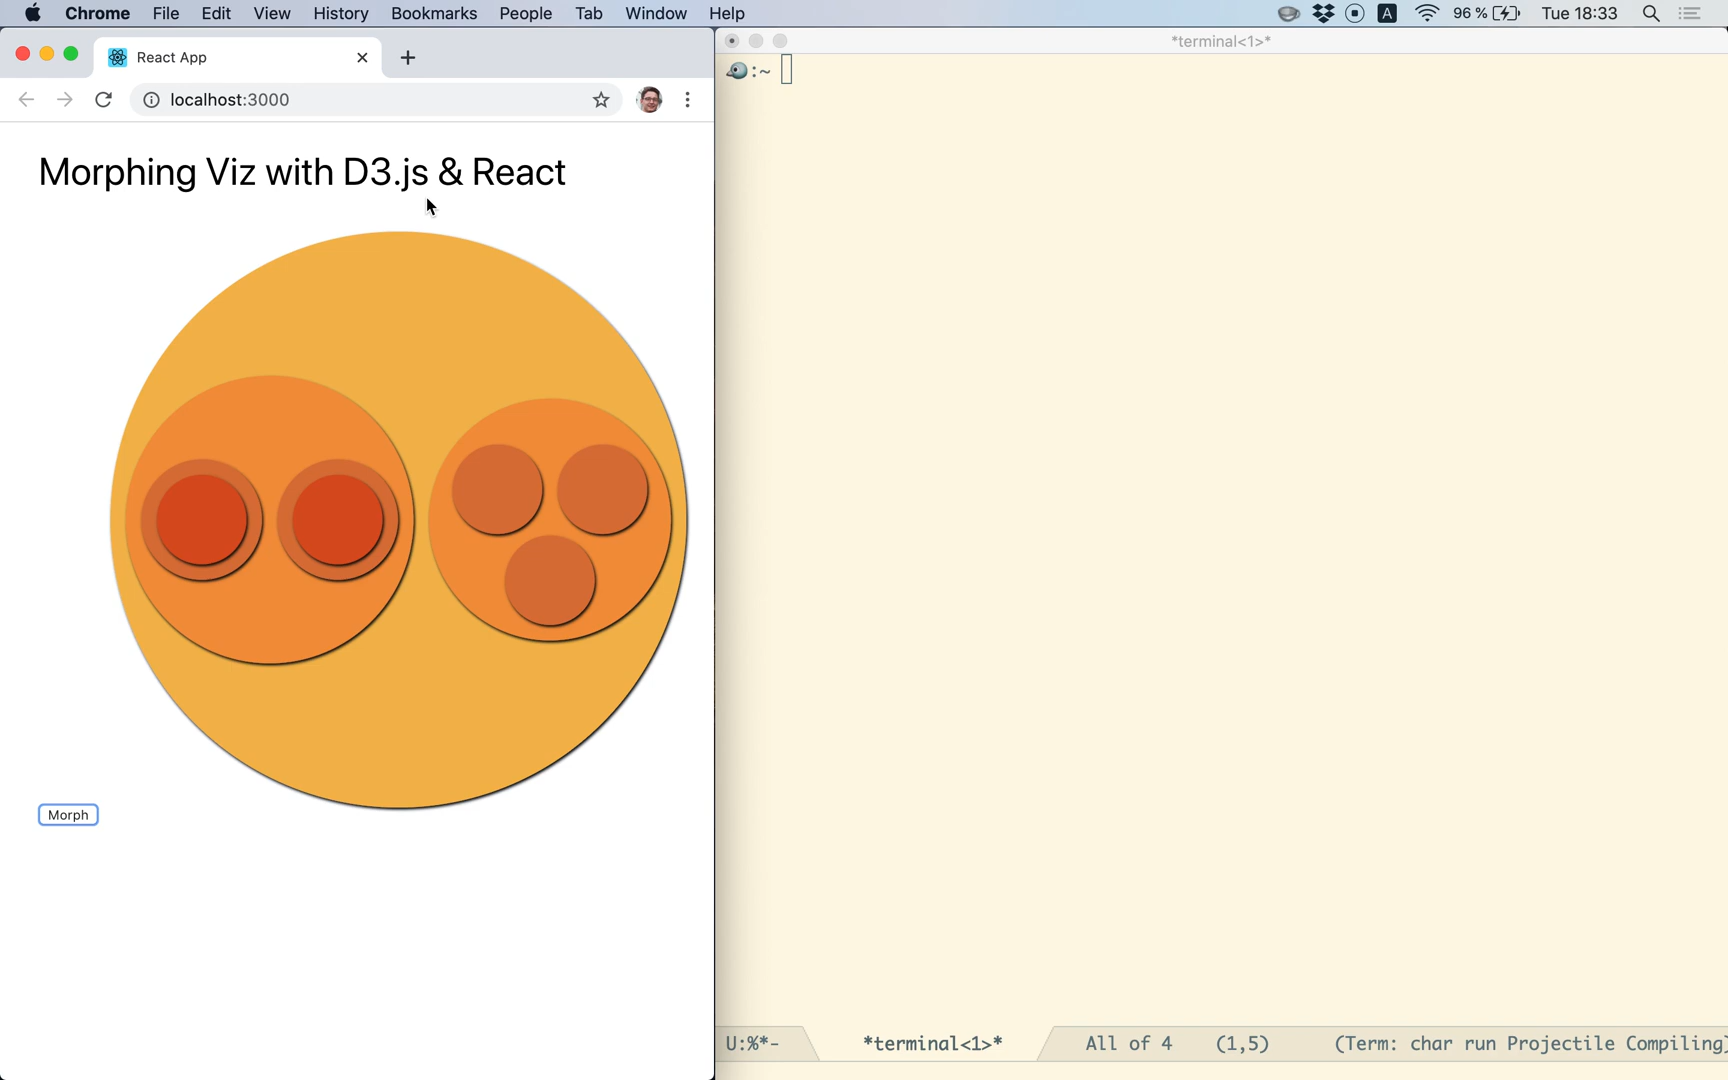 Chrome File Edit View History Bookmarks People Tab Window Help A 96 % Tue 18:33
React App
localhost:3000
Morphing Viz with D3.js & React
Morph
*terminal<1>*
:~
U:%*- *terminal<1>* All of 4 (1,5) (Term: char run Projectile Compiling)